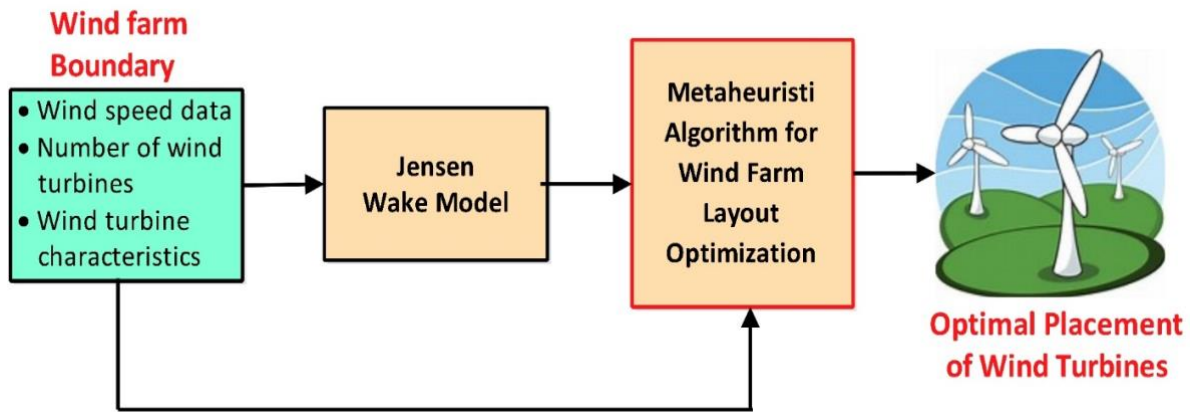 Wind farm
Boundary
• Wind speed data
• Number of wind
turbines
• Wind turbine
characteristics
Jensen
Wake Model
Metaheuristi
Algorithm for
Wind Farm
Layout
Optimization
Optimal Placement
of Wind Turbines